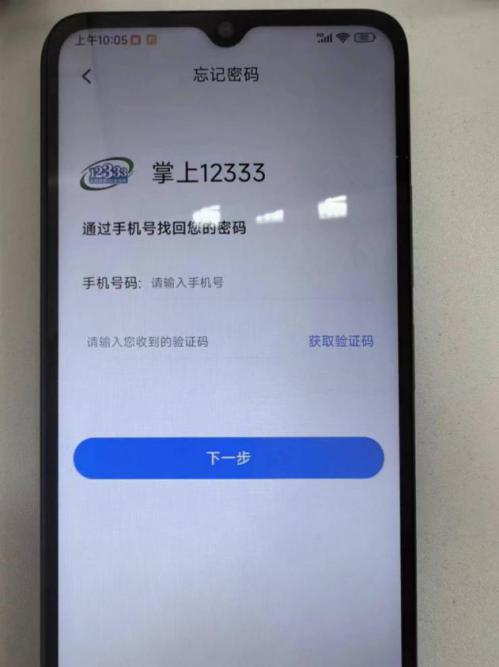 上午10:05
忘记密码
12333
掌上12333
通过手机号找回您的密码
手机号码: 请输入手机号
请输入您收到的验证码 获取验证码
下一步